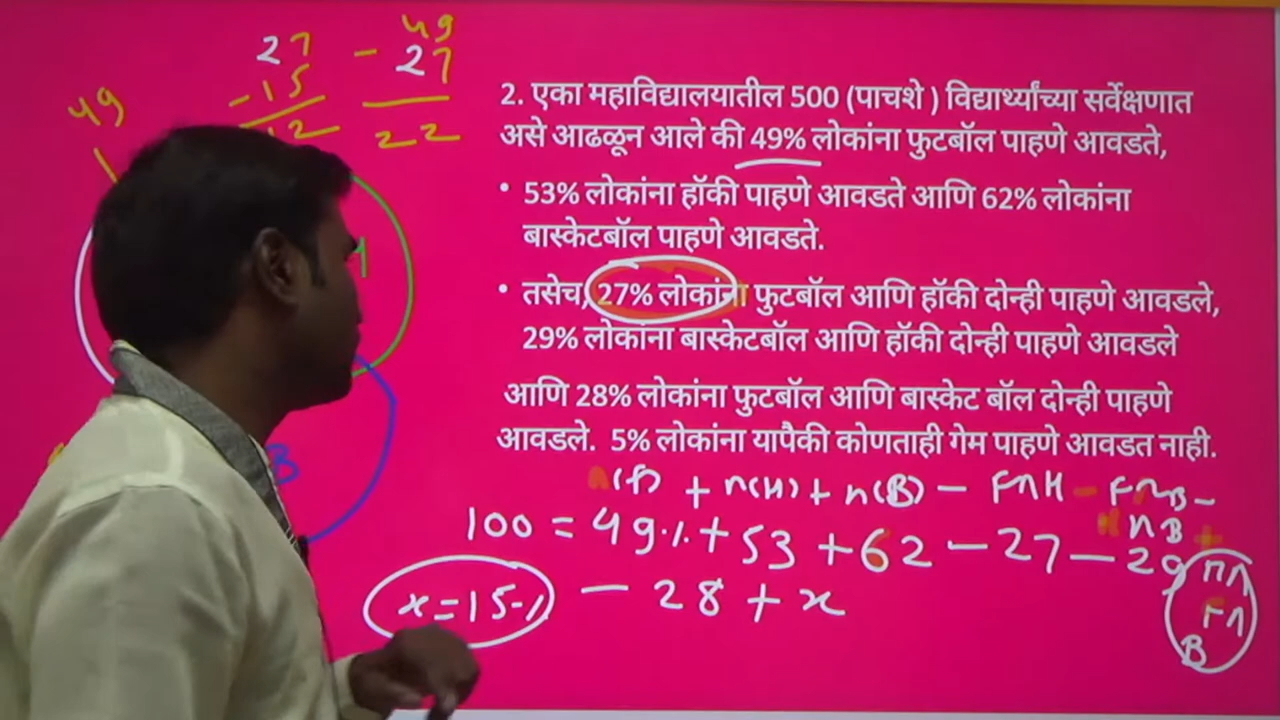 49
27
- 49
-15
27
12
22
49
2. एका महाविद्यालयातील 500 (पाचशे ) विद्यार्थ्यांच्या सर्वेक्षणात
असे आढळून आले की 49% लोकांना फुटबॉल पाहणे आवडते,
• 53% लोकांना हॉकी पाहणे आवडते आणि 62% लोकांना
बास्केटबॉल पाहणे आवडते.
• तसेच, 27% लोकांना फुटबॉल आणि हॉकी दोन्ही पाहणे आवडले,
29% लोकांना बास्केटबॉल आणि हॉकी दोन्ही पाहणे आवडले
आणि 28% लोकांना फुटबॉल आणि बास्केट बॉल दोन्ही पाहणे
आवडले. 5% लोकांना यापैकी कोणताही गेम पाहणे आवडत नाही.
H
B
n(f) + n(H) + n(B) - F∩H -
100 = 49% + 53 + 62 - 27 - 29
- 28 + x
x = 15%
∩B
B